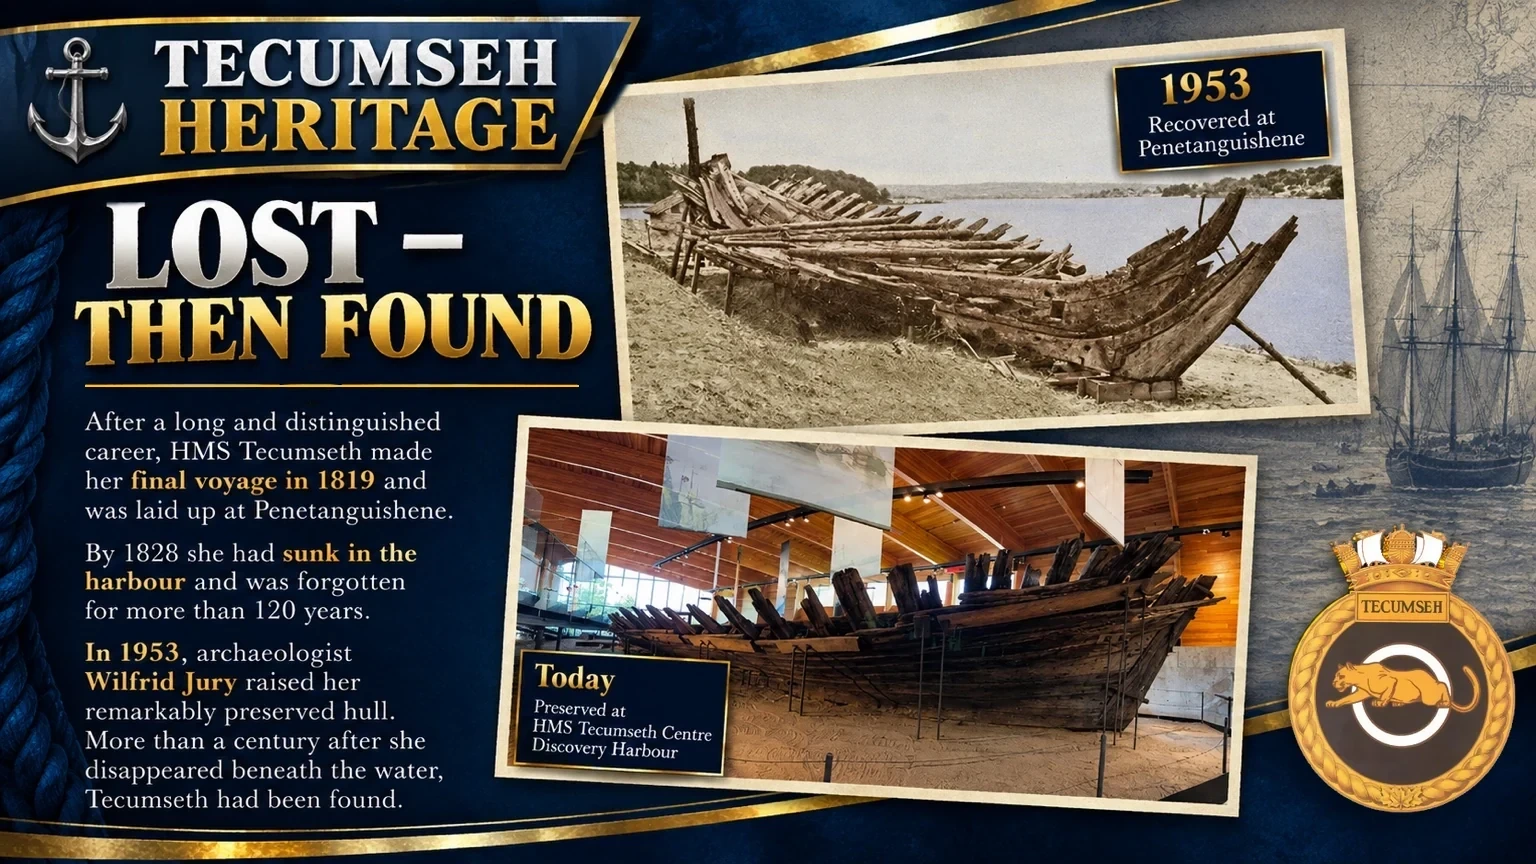 TECUMSEH
HERITAGE
LOST –
THEN FOUND
After a long and distinguished
career, HMS Tecumseth made
her final voyage in 1819 and
was laid up at Penetanguishene.
By 1828 she had sunk in the
harbour and was forgotten
for more than 120 years.
In 1953, archaeologist
Wilfrid Jury raised her
remarkably preserved hull.
More than a century after she
disappeared beneath the water,
Tecumseth had been found.
1953
Recovered at
Penetanguishene
Today
Preserved at
HMS Tecumseth Centre
Discovery Harbour
TECUMSEH